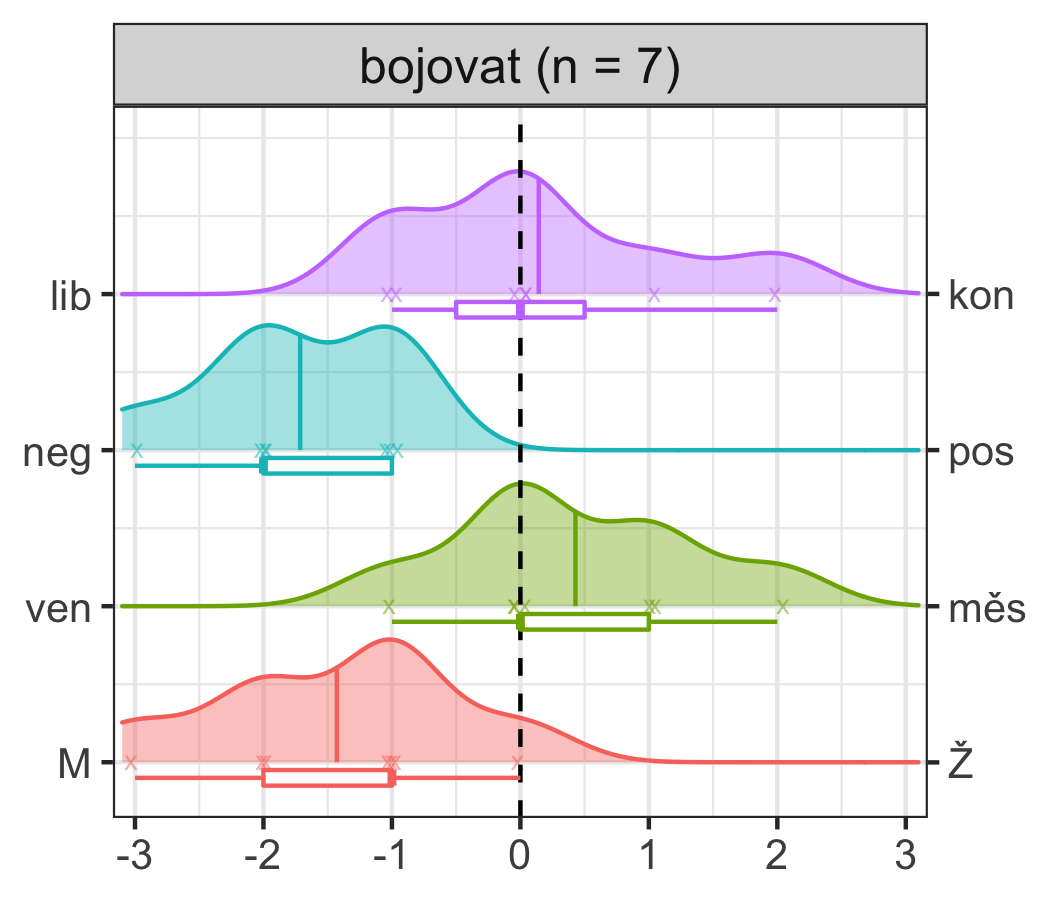 bojovat (n = 7)
lib kon
neg pos
ven měs
M Ž
-3 -2 -1 0 1 2 3